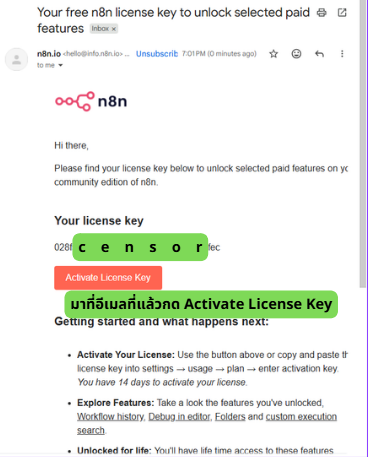 Your free n8n license key to unlock selected paid
features Inbox ×
n8n.io <hello@info.n8n.io>... Unsubscrib 7:01 PM (0 minutes ago)
to me
n8n
Hi there,
Please find your license key below to unlock selected paid features on yo
community edition of n8n.
Your license key
028f c e n s o r fec
Activate License Key
มาที่อีเมลที่แล้วกด Activate License Key
Getting started and what happens next:
• Activate Your License: Use the button above or copy and paste th
license key into settings → usage → plan → enter activation key.
You have 14 days to activate your license.
• Explore Features: Take a look the features you've unlocked,
Workflow history, Debug in editor, Folders and custom execution
search.
• Unlocked for life: You'll have life time access to these features